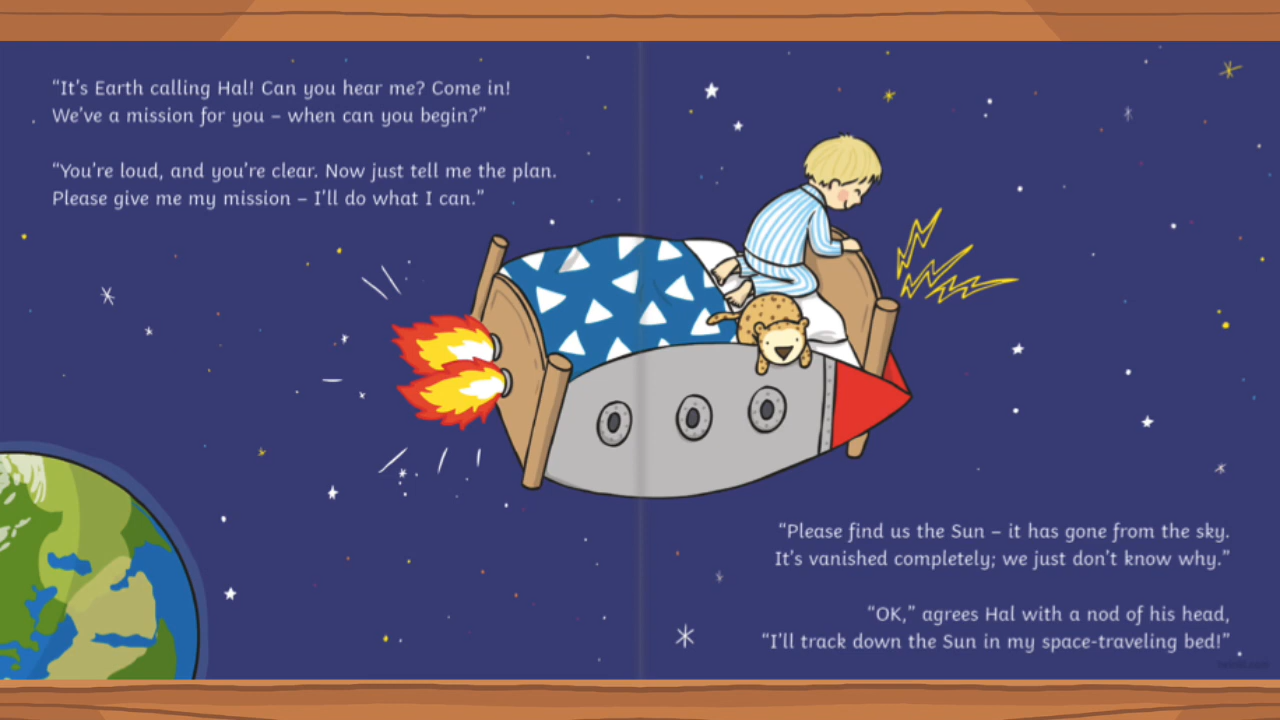 “It’s Earth calling Hal! Can you hear me? Come in!
We’ve a mission for you – when can you begin?”
“You’re loud, and you’re clear. Now just tell me the plan.
Please give me my mission – I’ll do what I can.”
“Please find us the Sun – it has gone from the sky.
It’s vanished completely; we just don’t know why.”
“OK,” agrees Hal with a nod of his head,
“I’ll track down the Sun in my space-traveling bed!”